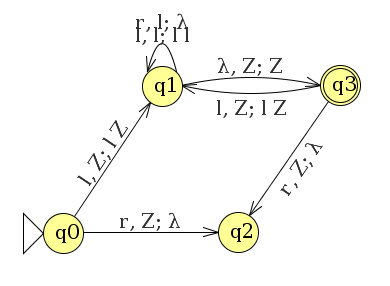 r, l; λ
l, l; l l
q1
λ, Z; Z
q3
l, Z; l Z
l, Z; l Z
r, Z; λ
q0
r, Z; λ
q2